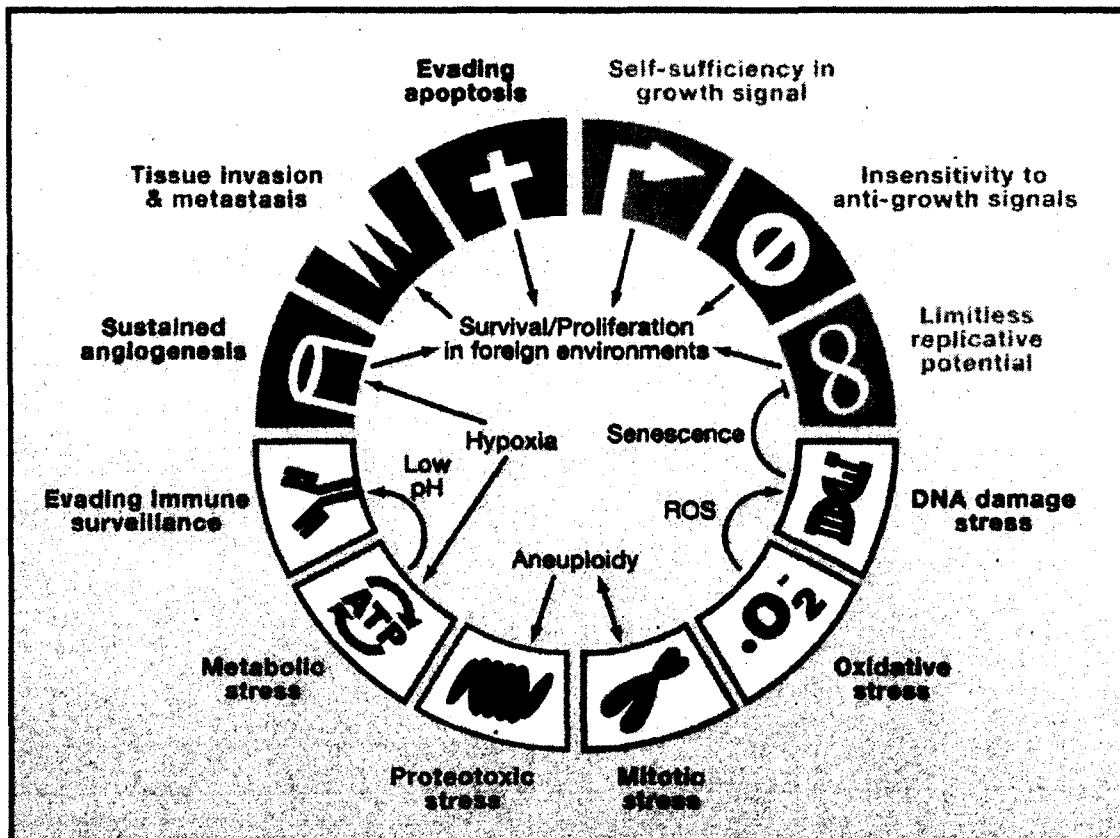 Evading
apoptosis
Self-sufficiency in
growth signal
Tissue invasion
& metastasis
Insensitivity to
anti-growth signals
Sustained
angiogenesis
Survival/Proliferation
in foreign environments
Limitless
replicative
potential
Hypoxia
Senescence
Low
pH
Evading immune
surveillance
ROS
DNA damage
stress
Aneuploidy
ATP
·O2-
Metabolic
stress
Oxidative
stress
Proteotoxic
stress
Mitotic
stress